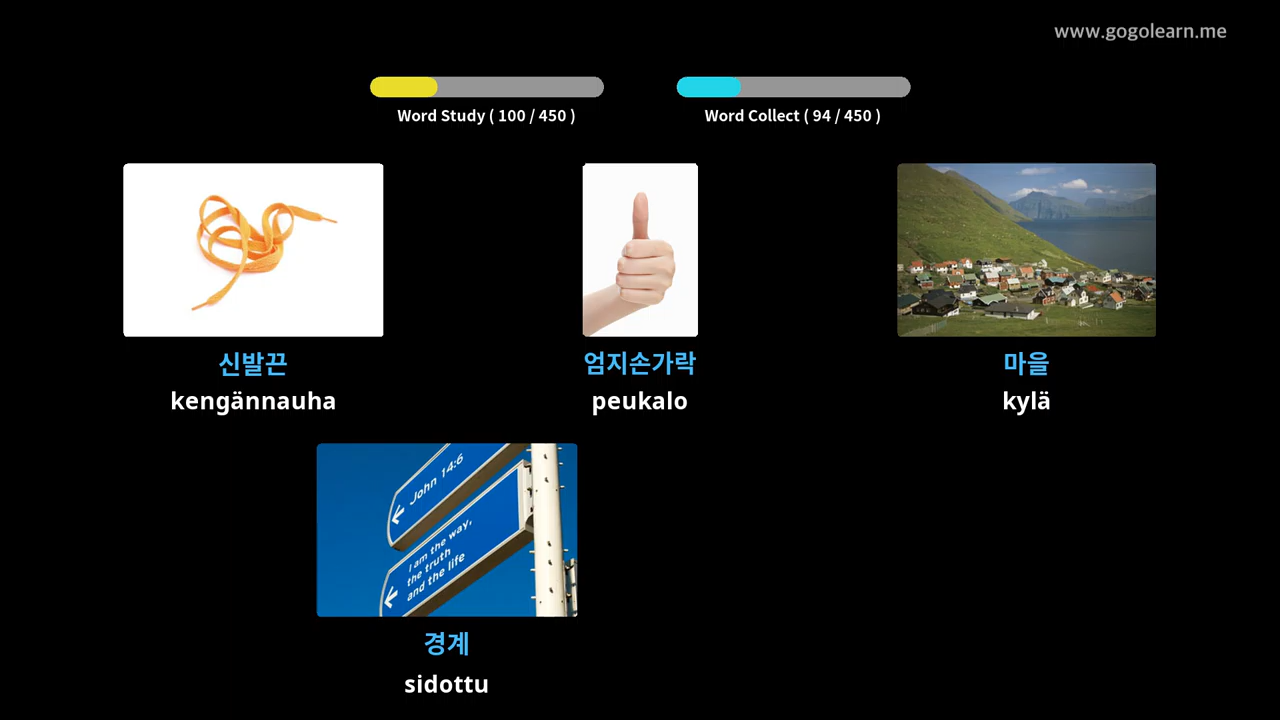 www.gogolearn.me
Word Study ( 100 / 450 )
Word Collect ( 94 / 450 )
신발끈
kengännauha
엄지손가락
peukalo
마을
kylä
John 14:6
I am the way,
the truth
and the life
경계
sidottu